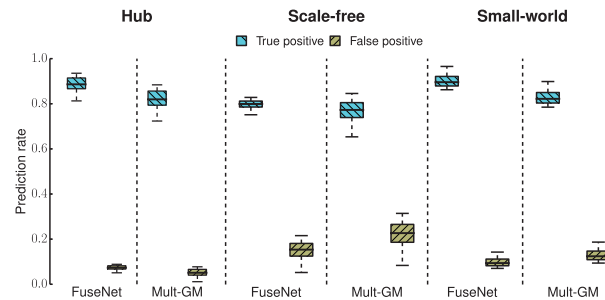 Hub Scale-free Small-world
True positive False positive
Prediction rate
1.0
0.8
0.6
0.4
0.2
0.0
FuseNet Mult-GM FuseNet Mult-GM FuseNet Mult-GM